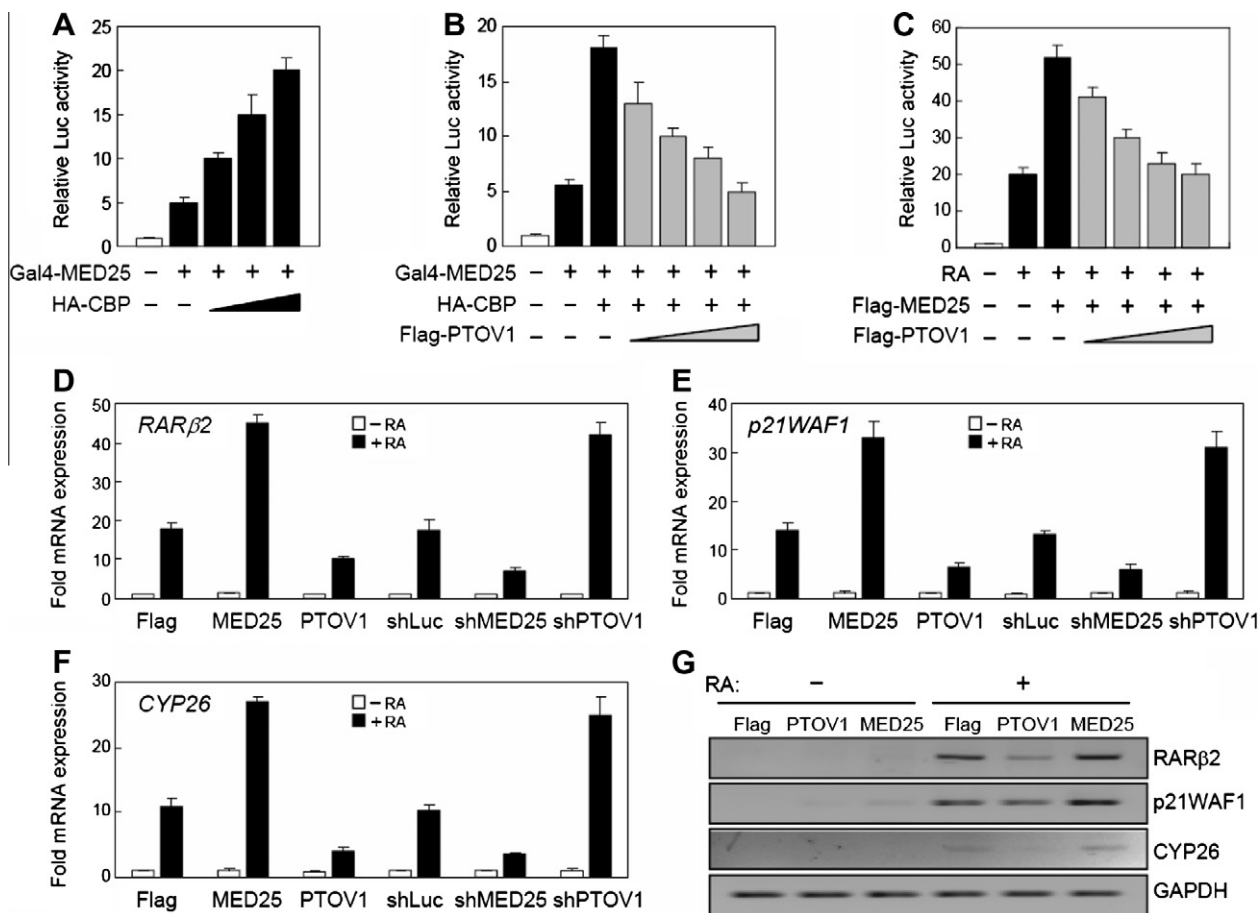 A
Relative Luc activity
25
20
15
10
5
0
Gal4-MED25 – + + + +
HA-CBP – –
B
Relative Luc activity
20
15
10
5
0
Gal4-MED25 – + + + + + +
HA-CBP – – + + + + +
Flag-PTOV1 – – –
C
Relative Luc activity
60
50
40
30
20
10
0
RA – + + + + + +
Flag-MED25 – – + + + + +
Flag-PTOV1 – – –
D
RARβ2
Fold mRNA expression
50
40
30
20
10
0
– RA
+ RA
Flag MED25 PTOV1 shLuc shMED25 shPTOV1
E
p21WAF1
Fold mRNA expression
40
30
20
10
0
– RA
+ RA
Flag MED25 PTOV1 shLuc shMED25 shPTOV1
F
CYP26
Fold mRNA expression
30
20
10
0
– RA
+ RA
Flag MED25 PTOV1 shLuc shMED25 shPTOV1
G
RA: – +
Flag PTOV1 MED25 Flag PTOV1 MED25
RARβ2
p21WAF1
CYP26
GAPDH